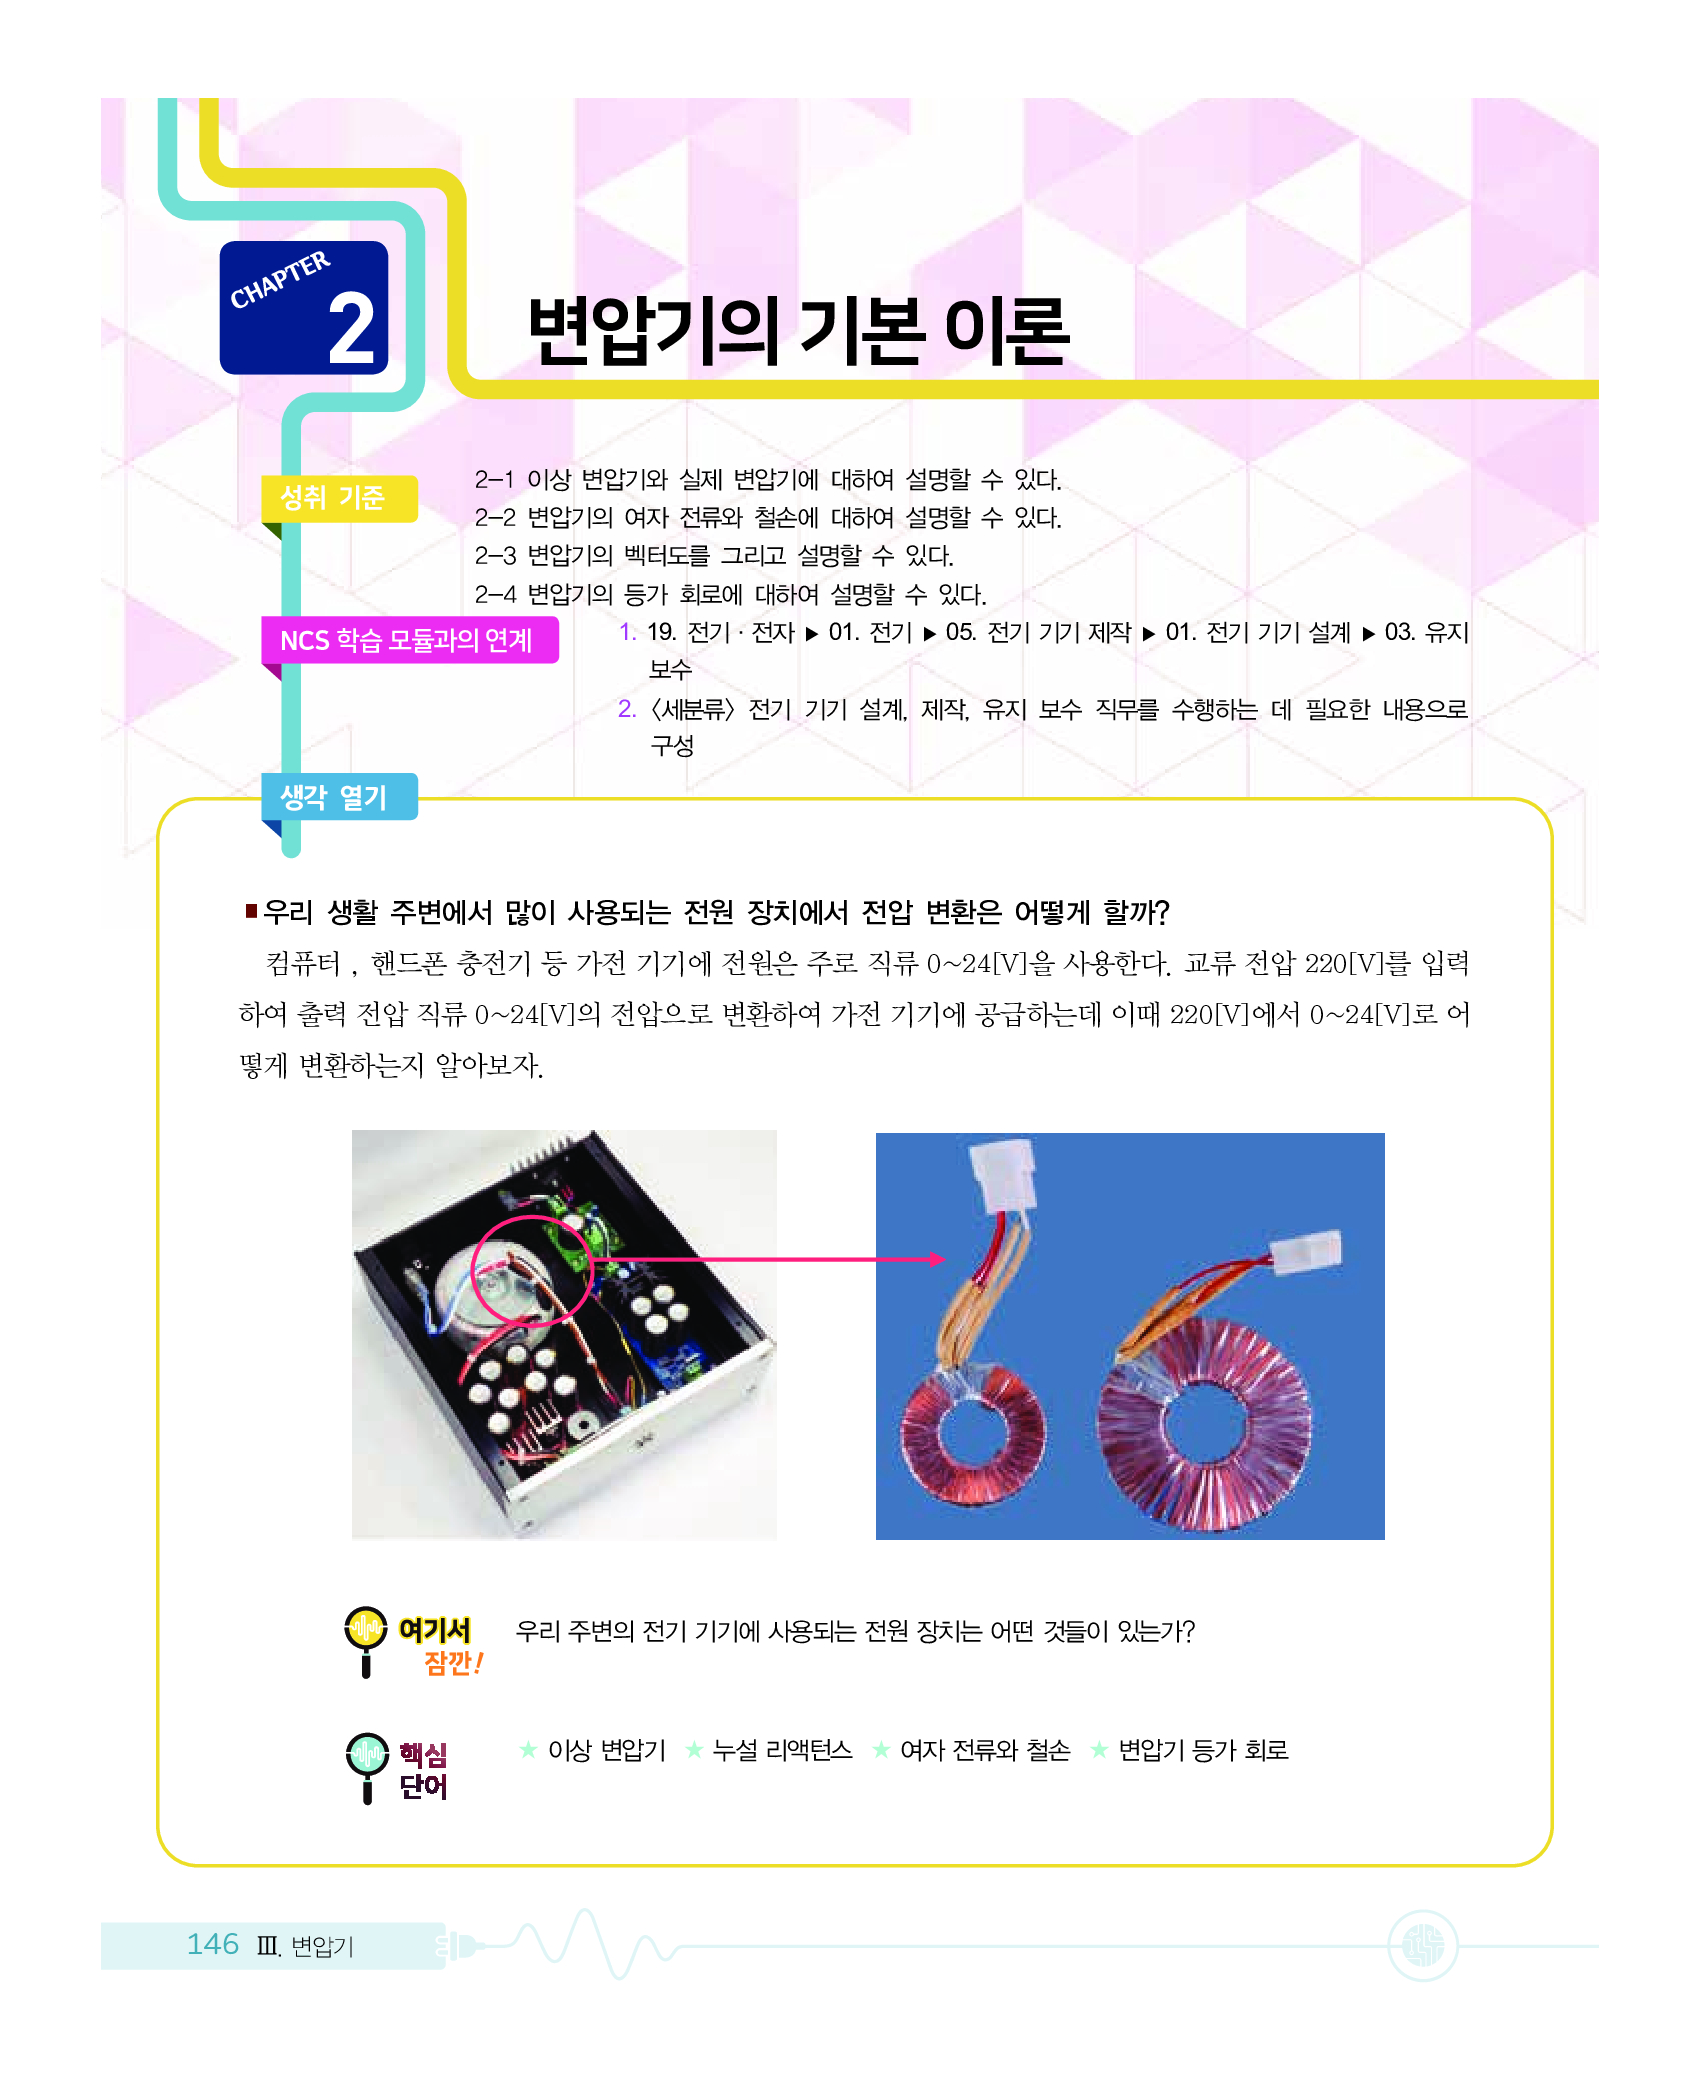 CHAPTER
2
변압기의 기본 이론
성취 기준
2-1 이상 변압기와 실제 변압기에 대하여 설명할 수 있다.
2-2 변압기의 여자 전류와 철손에 대하여 설명할 수 있다.
2-3 변압기의 벡터도를 그리고 설명할 수 있다.
2-4 변압기의 등가 회로에 대하여 설명할 수 있다.
NCS 학습 모듈과의 연계
1. 19. 전기·전자 ▶ 01. 전기 ▶ 05. 전기 기기 제작 ▶ 01. 전기 기기 설계 ▶ 03. 유지
보수
2. 〈세분류〉 전기 기기 설계, 제작, 유지 보수 직무를 수행하는 데 필요한 내용으로
구성
생각 열기
■ 우리 생활 주변에서 많이 사용되는 전원 장치에서 전압 변환은 어떻게 할까?
컴퓨터 , 핸드폰 충전기 등 가전 기기에 전원은 주로 직류 0~24[V]을 사용한다. 교류 전압 220[V]를 입력
하여 출력 전압 직류 0~24[V]의 전압으로 변환하여 가전 기기에 공급하는데 이때 220[V]에서 0~24[V]로 어
떻게 변환하는지 알아보자.
여기서
잠깐!
우리 주변의 전기 기기에 사용되는 전원 장치는 어떤 것들이 있는가?
핵심
단어
★ 이상 변압기 ★ 누설 리액턴스 ★ 여자 전류와 철손 ★ 변압기 등가 회로
146 Ⅲ. 변압기